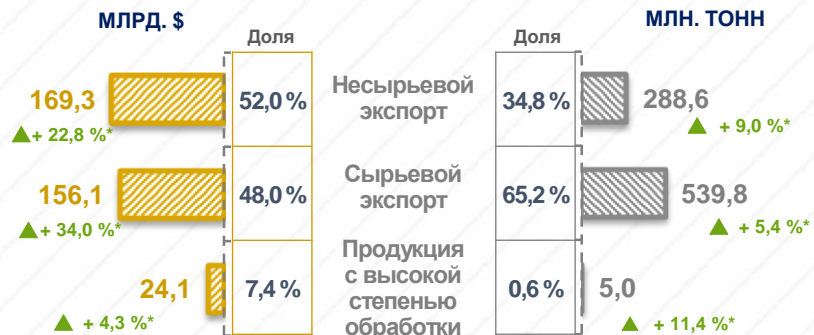 МЛРД. $
МЛН. ТОНН
Доля
Доля
169,3
+ 22,8 %*
52,0 %
Несырьевой
экспорт
34,8 %
288,6
+ 9,0 %*
156,1
+ 34,0 %*
48,0 %
Сырьевой
экспорт
65,2 %
539,8
+ 5,4 %*
24,1
+ 4,3 %*
7,4 %
Продукция
с высокой
степенью
обработки
0,6 %
5,0
+ 11,4 %*